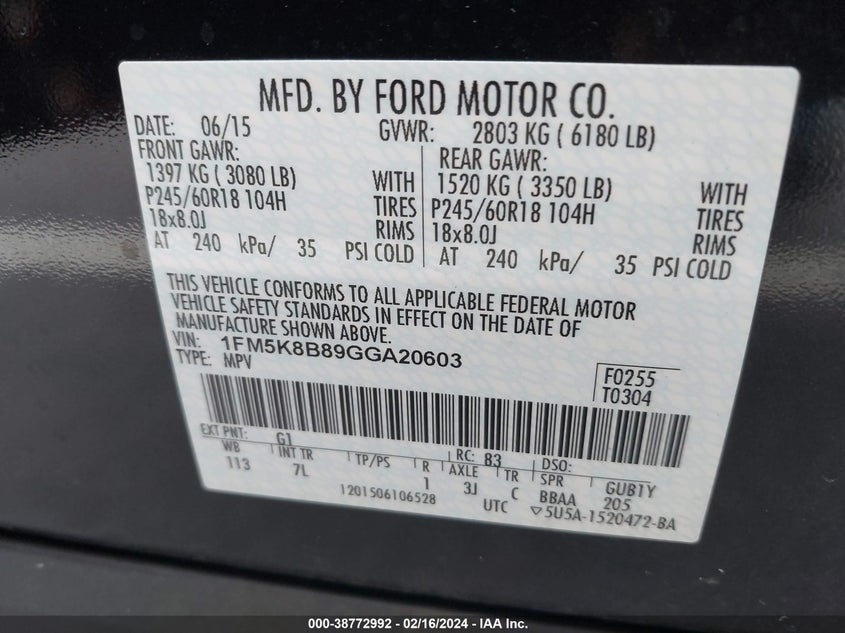 MFD. BY FORD MOTOR CO.
DATE: 06/15 GVWR: 2803 KG ( 6180 LB)
FRONT GAWR: REAR GAWR:
1397 KG ( 3080 LB) WITH 1520 KG ( 3350 LB) WITH
P245/60R18 104H TIRES P245/60R18 104H TIRES
18x8.0J RIMS 18x8.0J RIMS
AT 240 kPa/ 35 PSI COLD AT 240 kPa/ 35 PSI COLD
THIS VEHICLE CONFORMS TO ALL APPLICABLE FEDERAL MOTOR
VEHICLE SAFETY STANDARDS IN EFFECT ON THE DATE OF
MANUFACTURE SHOWN ABOVE.
VIN: 1FM5K8B89GGA20603
TYPE: MPV
F0255
T0304
EXT PNT: G1 RC: 83 DSO:
WB INT TR TP/PS R AXLE TR SPR GUB1Y
113 7L 1 3J C BBAA 205
1201506106528 UTC ▽5U5A-1520472-BA
000-38772992 - 02/16/2024 - IAA Inc.